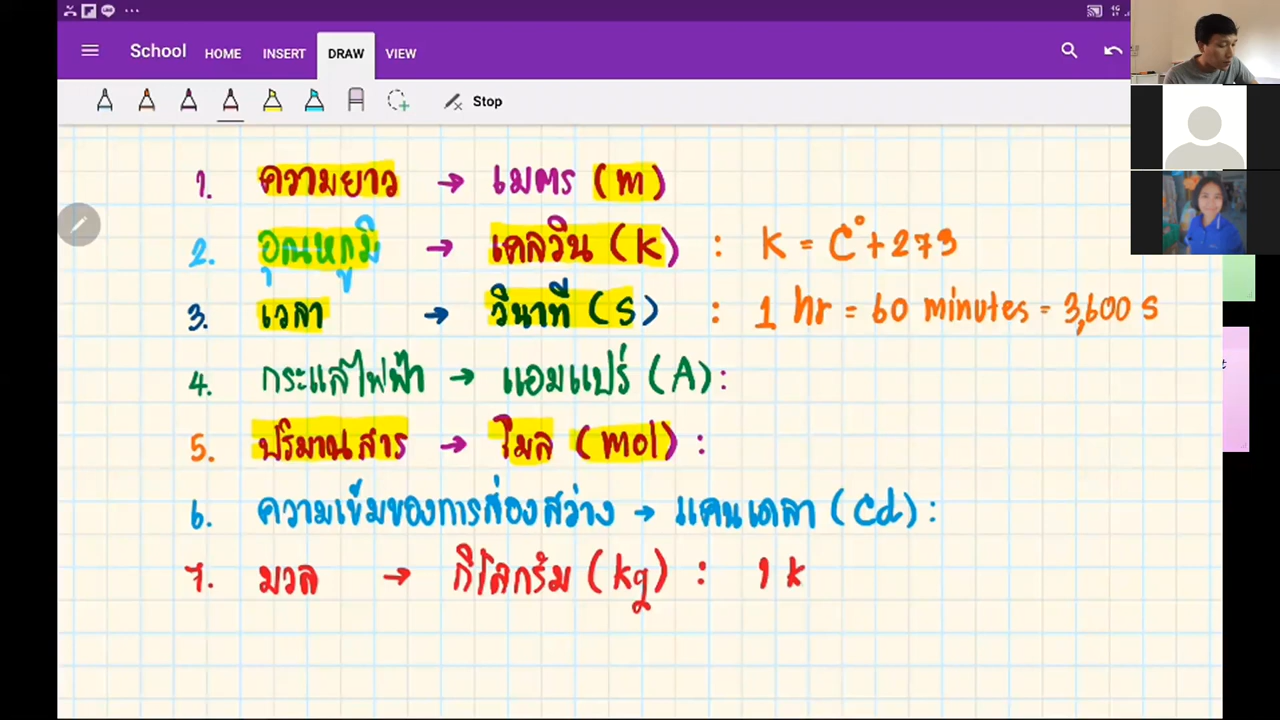 4G
School HOME INSERT DRAW VIEW
Stop
1. ความยาว → เมตร (m)
2. อุณหภูมิ → เคลวิน (K) : K = C° + 273
3. เวลา → วินาที (s) : 1 hr = 60 minutes = 3,600 s
4. กระแสไฟฟ้า → แอมแปร์ (A) :
5. ปริมาณสาร → โมล (mol) :
6. ความเข้มของการส่องสว่าง → แคนเดลา (Cd) :
7. มวล → กิโลกรัม (kg) : 1 k